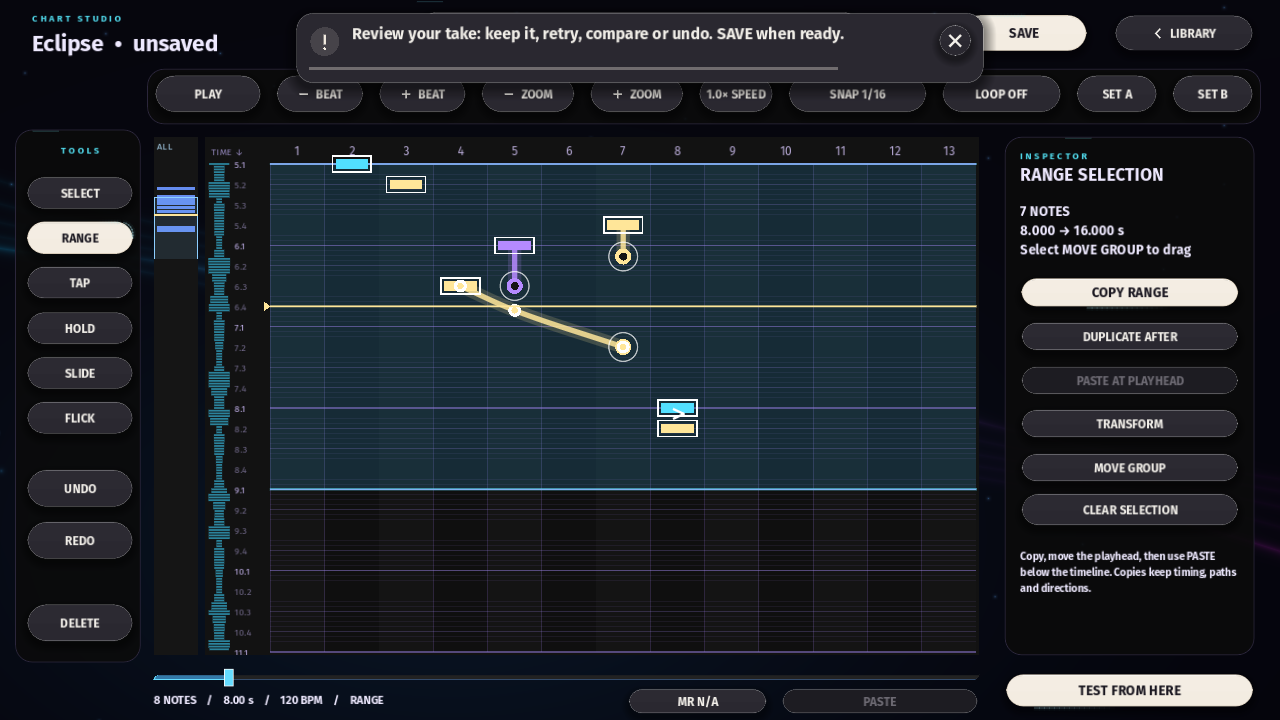 CHART STUDIO
Eclipse • unsaved
!
Review your take: keep it, retry, compare or undo. SAVE when ready.
SAVE
LIBRARY
PLAY
− BEAT
+ BEAT
− ZOOM
+ ZOOM
1.0× SPEED
SNAP 1/16
LOOP OFF
SET A
SET B
TOOLS
SELECT
RANGE
TAP
HOLD
SLIDE
FLICK
UNDO
REDO
DELETE
ALL
TIME ↓
1 2 3 4 5 6 7 8 9 10 11 12 13
5.1
5.2
5.3
5.4
6.1
6.2
6.3
6.4
7.1
7.2
7.3
7.4
8.1
8.2
8.3
8.4
9.1
9.2
9.3
9.4
10.1
10.2
10.3
10.4
11.1
INSPECTOR
RANGE SELECTION
7 NOTES
8.000 → 16.000 s
Select MOVE GROUP to drag
COPY RANGE
DUPLICATE AFTER
PASTE AT PLAYHEAD
TRANSFORM
MOVE GROUP
CLEAR SELECTION
Copy, move the playhead, then use PASTE
below the timeline. Copies keep timing, paths
and directions.
8 NOTES / 8.00 s / 120 BPM / RANGE
MR N/A
PASTE
TEST FROM HERE